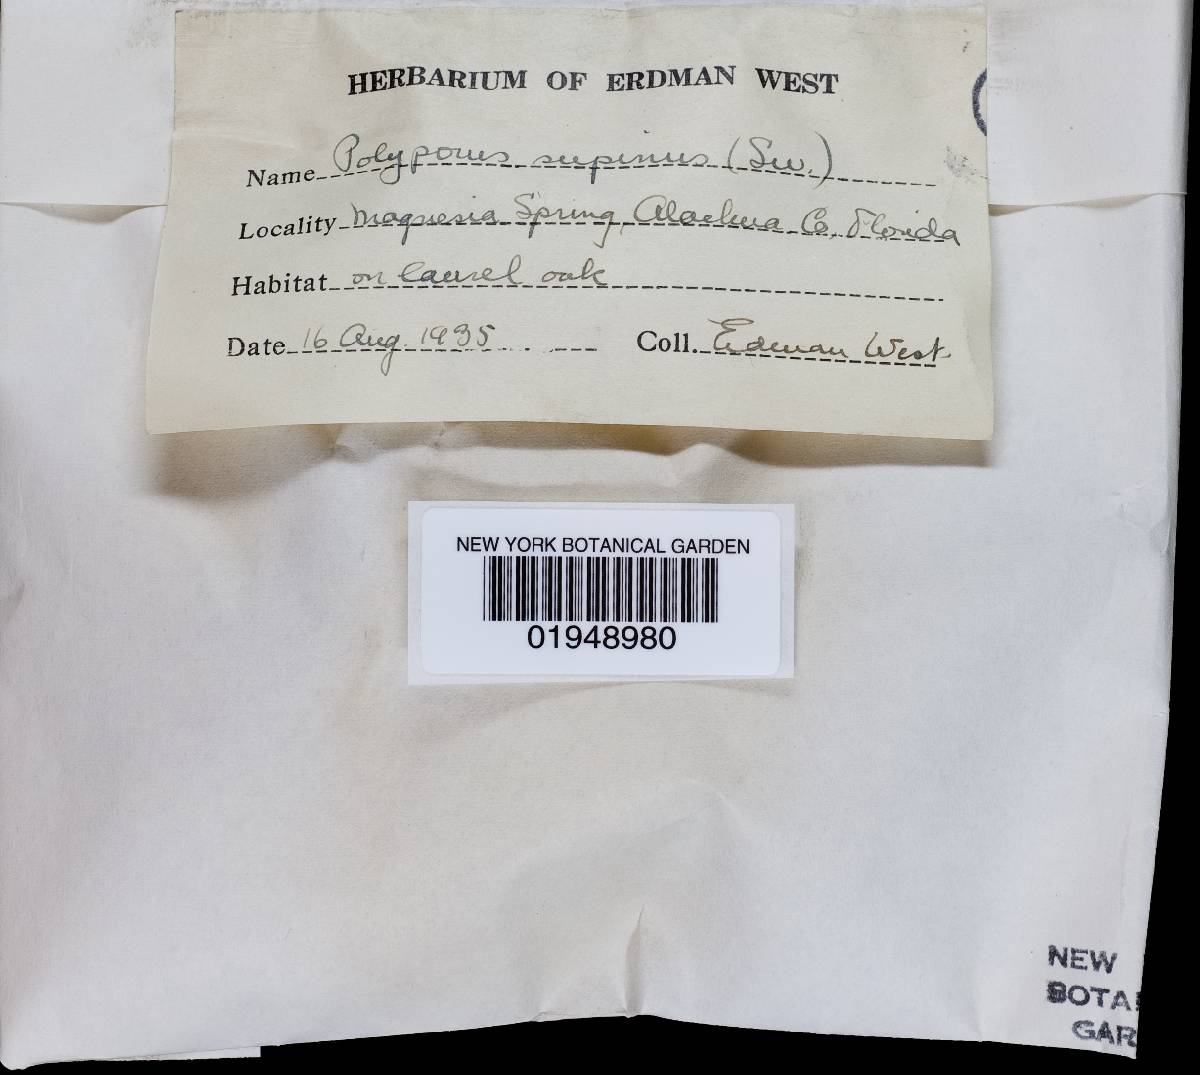 HERBARIUM OF ERDMAN WEST
Name Polyporus supinus (Sw.)
Locality Magnesia Spring, Alachua Co. Florida
Habitat on laurel oak
Date 16 Aug. 1935 Coll. Erdman West
NEW YORK BOTANICAL GARDEN
01948980
NEW
BOTA
GAR